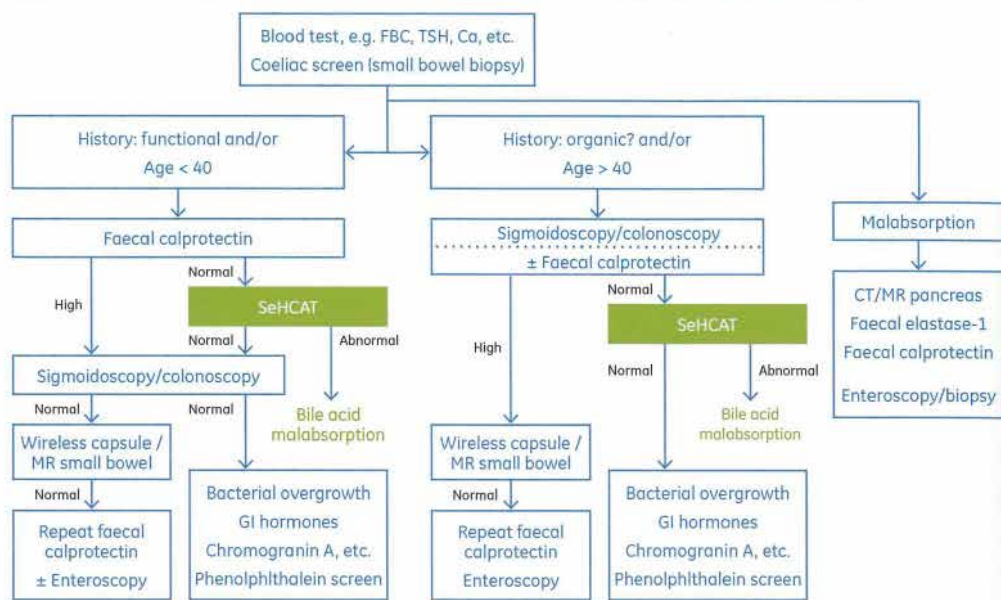 Blood test, e.g. FBC, TSH, Ca, etc.
Coeliac screen (small bowel biopsy)
History: functional and/or
Age < 40
History: organic? and/or
Age > 40
Malabsorption
Faecal calprotectin
Sigmoidoscopy/colonoscopy
± Faecal calprotectin
CT/MR pancreas
Faecal elastase-1
Faecal calprotectin
Enteroscopy/biopsy
High
Normal
SeHCAT
Normal
Abnormal
Bile acid
malabsorption
Sigmoidoscopy/colonoscopy
Normal
Normal
Wireless capsule /
MR small bowel
Normal
Repeat faecal
calprotectin
± Enteroscopy
Bacterial overgrowth
GI hormones
Chromogranin A, etc.
Phenolphlthalein screen
High
Normal
SeHCAT
Normal
Abnormal
Bile acid
malabsorption
Wireless capsule /
MR small bowel
Normal
Repeat faecal
calprotectin
Enteroscopy
Bacterial overgrowth
GI hormones
Chromogranin A, etc.
Phenolphlthalein screen